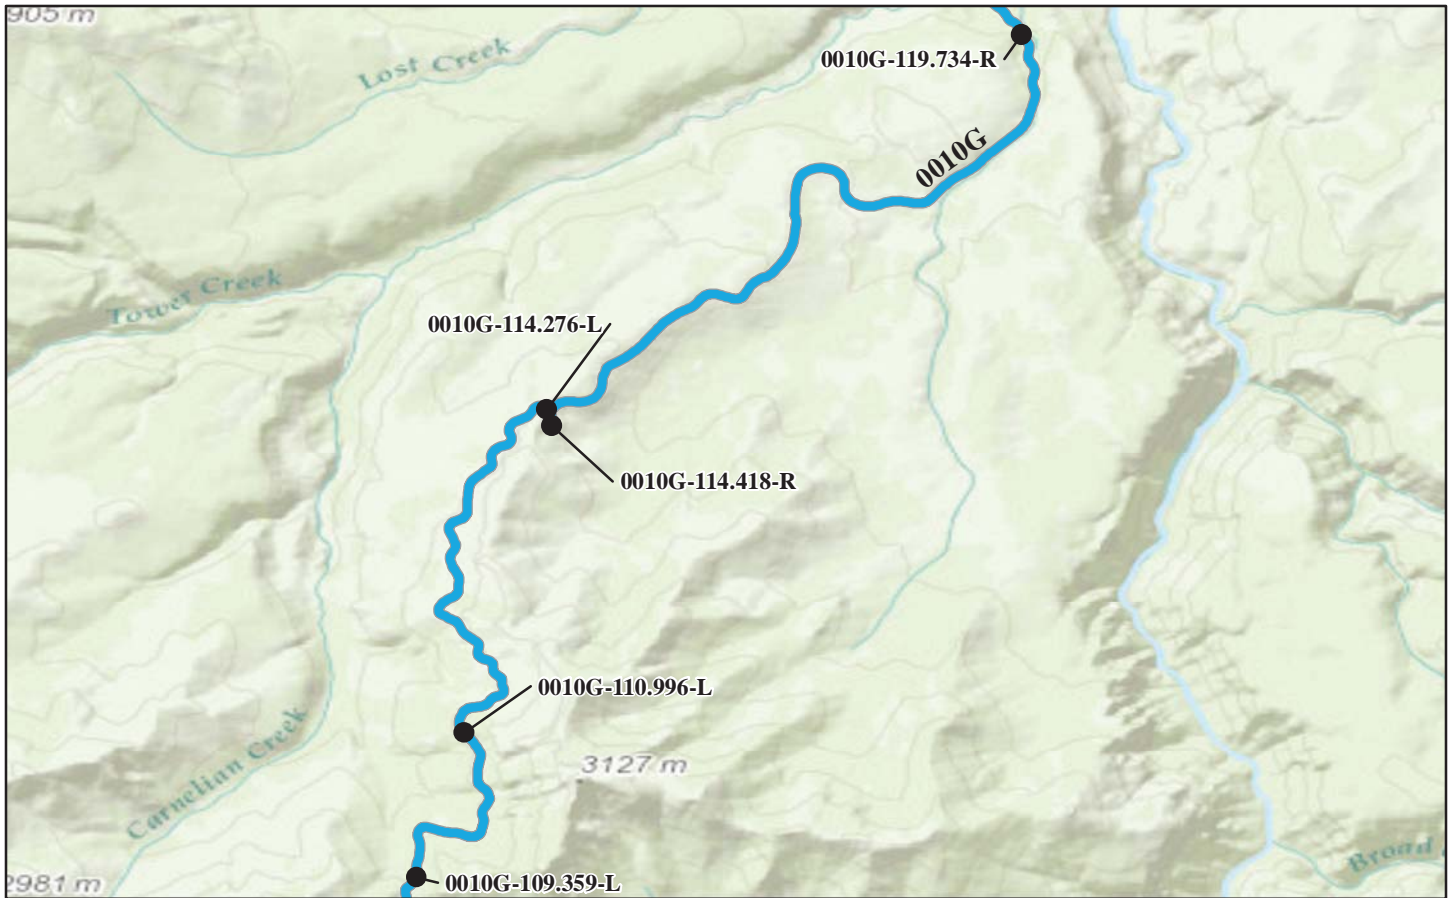 905 m
Lost Creek
0010G-119.734-R
0010G
Tower Creek
0010G-114.276-L
0010G-114.418-R
0010G-110.996-L
Carnelian Creek
3127 m
Broad
2981 m
0010G-109.359-L